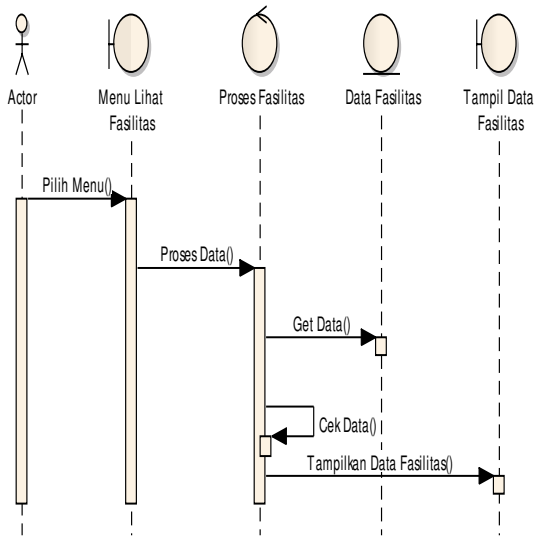 Actor
Menu Lihat
Fasilitas
Proses Fasilitas
Data Fasilitas
Tampil Data
Fasilitas
Pilih Menu()
Proses Data()
Get Data()
Cek Data()
Tampilkan Data Fasilitas()